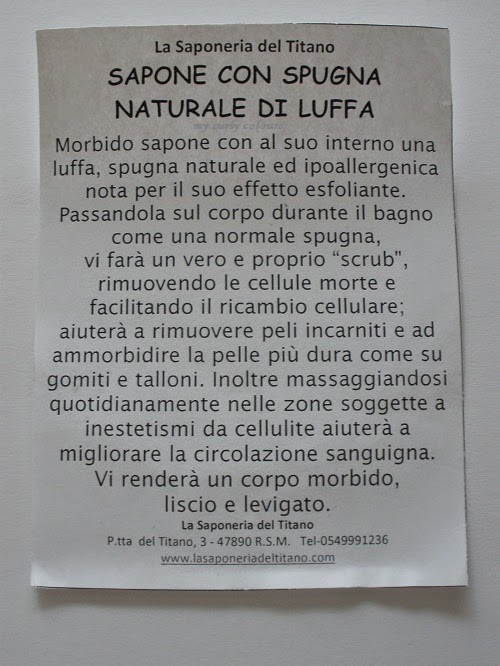 La Saponeria del Titano
SAPONE CON SPUGNA
NATURALE DI LUFFA
my curvy colours
Morbido sapone con al suo interno una
luffa, spugna naturale ed ipoallergenica
nota per il suo effetto esfoliante.
Passandola sul corpo durante il bagno
come una normale spugna,
vi farà un vero e proprio “scrub",
rimuovendo le cellule morte e
facilitando il ricambio cellulare;
aiuterà a rimuovere peli incarniti e ad
ammorbidire la pelle più dura come su
gomiti e talloni. Inoltre massaggiandosi
quotidianamente nelle zone soggette a
inestetismi da cellulite aiuterà a
migliorare la circolazione sanguigna.
Vi renderà un corpo morbido,
liscio e levigato.
La Saponeria del Titano
P.tta del Titano, 3 - 47890 R.S.M. Tel-0549991236
www.lasaponeriadeltitano.com